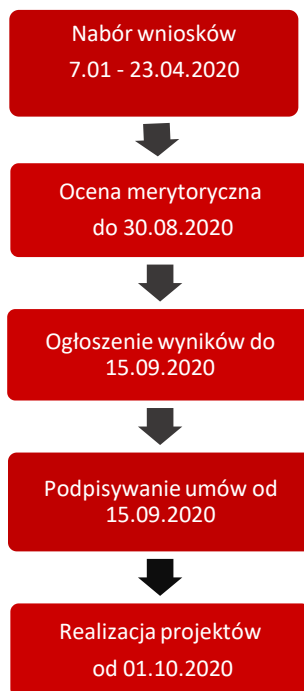 Nabór wniosków
7.01 - 23.04.2020
Ocena merytoryczna
do 30.08.2020
Ogłoszenie wyników do
15.09.2020
Podpisywanie umów od
15.09.2020
Realizacja projektów
od 01.10.2020